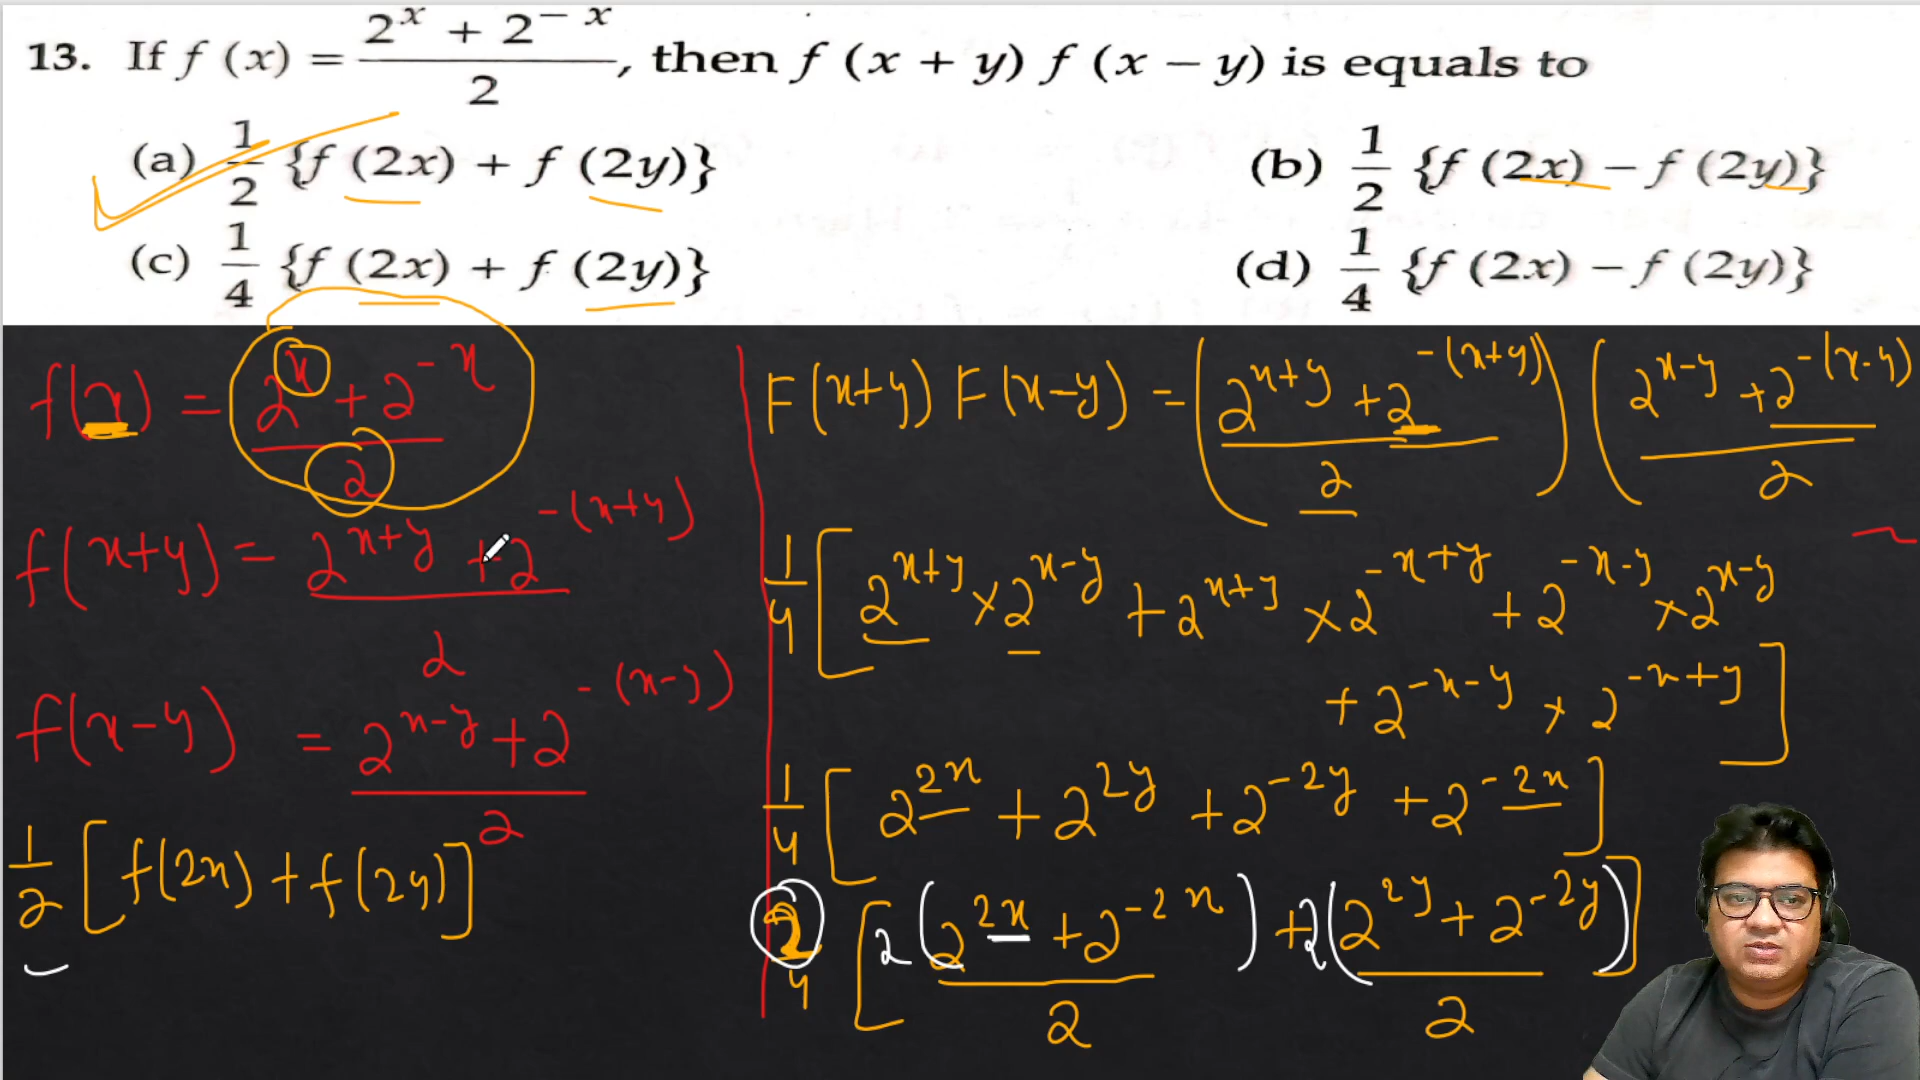 13. If f (x) = (2^x + 2^- x)/2, then f (x + y) f (x - y) is equals to
(a) 1/2 {f (2x) + f (2y)}
(b) 1/2 {f (2x) - f (2y)}
(c) 1/4 {f (2x) + f (2y)}
(d) 1/4 {f (2x) - f (2y)}
f(x) = (2^x + 2^-x)/2
f(x+y) = (2^(x+y) + 2^-(x+y))/2
f(x-y) = (2^(x-y) + 2^-(x-y))/2
1/2 [f(2x) + f(2y)]
F(x+y) F(x-y) = ((2^(x+y) + 2^-(x+y))/2) ((2^(x-y) + 2^-(x-y))/2)
1/4 [2^(x+y) × 2^(x-y) + 2^(x+y) × 2^(-x+y) + 2^(-x-y) × 2^(x-y)
+ 2^(-x-y) × 2^(-x+y)]
1/4 [2^2x + 2^2y + 2^-2y + 2^-2x]
2/4 [2(2^2x + 2^-2x)/2 + 2(2^2y + 2^-2y)/2]